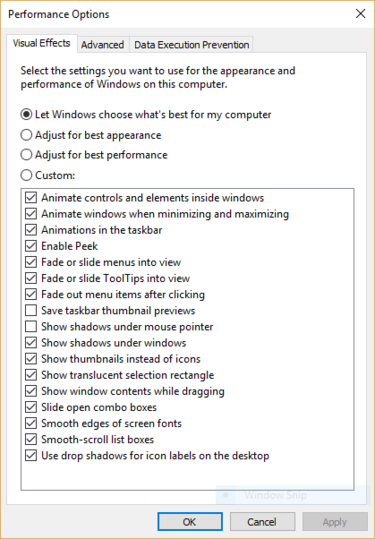 Performance Options
Visual Effects
Advanced
Data Execution Prevention
Select the settings you want to use for the appearance and
performance of Windows on this computer.
Let Windows choose what's best for my computer
Adjust for best appearance
Adjust for best performance
Custom:
Animate controls and elements inside windows
Animate windows when minimizing and maximizing
Animations in the taskbar
Enable Peek
Fade or slide menus into view
Fade or slide ToolTips into view
Fade out menu items after clicking
Save taskbar thumbnail previews
Show shadows under mouse pointer
Show shadows under windows
Show thumbnails instead of icons
Show translucent selection rectangle
Show window contents while dragging
Slide open combo boxes
Smooth edges of screen fonts
Smooth-scroll list boxes
Use drop shadows for icon labels on the desktop
Window Snip
OK
Cancel
Apply